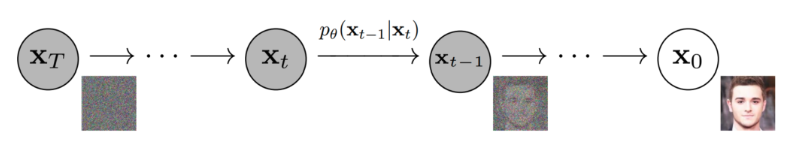 p_θ(𝐱_{t−1}|𝐱_t)
𝐱_T → ⋯ → 𝐱_t → 𝐱_{t−1} → ⋯ → 𝐱_0